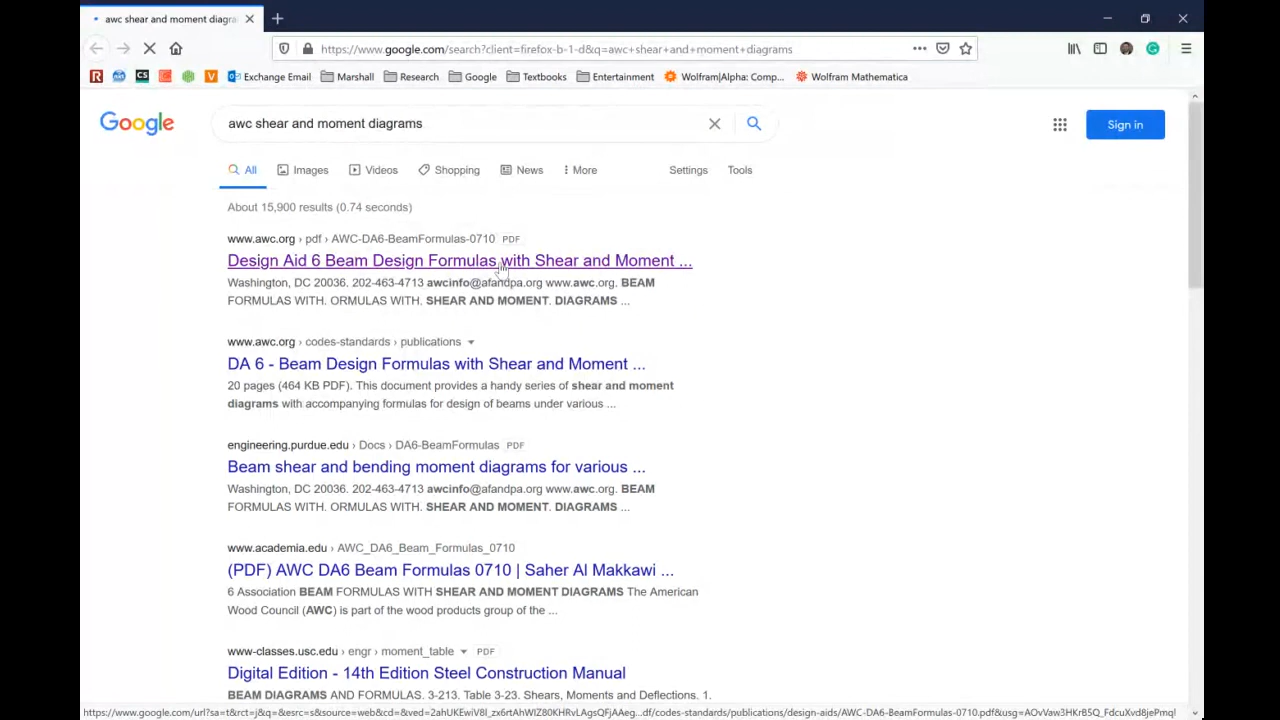 awc shear and moment diagra
https://www.google.com/search?client=firefox-b-1-d&q=awc+shear+and+moment+diagrams
R CS V Exchange Email Marshall Research Google Textbooks Entertainment Wolfram|Alpha: Comp... Wolfram Mathematica
Google awc shear and moment diagrams Sign in
All Images Videos Shopping News More Settings Tools
About 15,900 results (0.74 seconds)
www.awc.org › pdf › AWC-DA6-BeamFormulas-0710 PDF
Design Aid 6 Beam Design Formulas with Shear and Moment ...
Washington, DC 20036. 202-463-4713 awcinfo@afandpa.org www.awc.org. BEAM
FORMULAS WITH. ORMULAS WITH. SHEAR AND MOMENT. DIAGRAMS ...
www.awc.org › codes-standards › publications
DA 6 - Beam Design Formulas with Shear and Moment ...
20 pages (464 KB PDF). This document provides a handy series of shear and moment
diagrams with accompanying formulas for design of beams under various ...
engineering.purdue.edu › Docs › DA6-BeamFormulas PDF
Beam shear and bending moment diagrams for various ...
Washington, DC 20036. 202-463-4713 awcinfo@afandpa.org www.awc.org. BEAM
FORMULAS WITH. ORMULAS WITH. SHEAR AND MOMENT. DIAGRAMS ...
www.academia.edu › AWC_DA6_Beam_Formulas_0710
(PDF) AWC DA6 Beam Formulas 0710 | Saher Al Makkawi ...
6 Association BEAM FORMULAS WITH SHEAR AND MOMENT DIAGRAMS The American
Wood Council (AWC) is part of the wood products group of the ...
www-classes.usc.edu › engr › moment_table PDF
Digital Edition - 14th Edition Steel Construction Manual
BEAM DIAGRAMS AND FORMULAS. 3-213. Table 3-23. Shears, Moments and Deflections. 1.